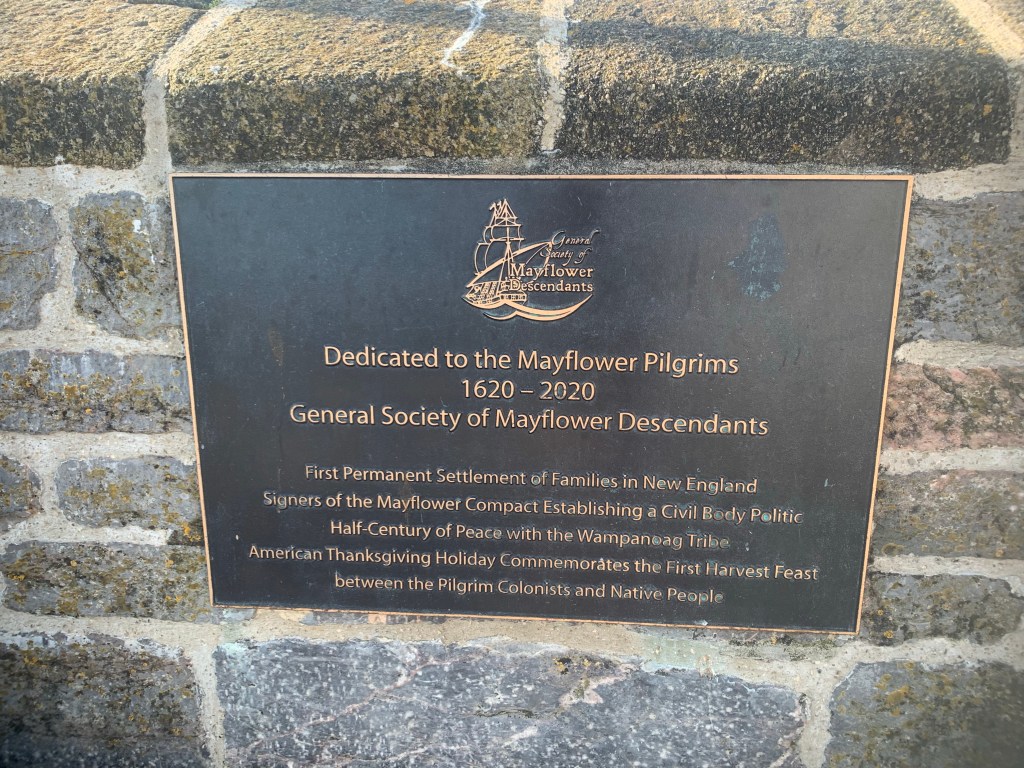 General
Society of
Mayflower
Descendants
Dedicated to the Mayflower Pilgrims
1620 – 2020
General Society of Mayflower Descendants
First Permanent Settlement of Families in New England
Signers of the Mayflower Compact Establishing a Civil Body Politic
Half-Century of Peace with the Wampanoag Tribe
American Thanksgiving Holiday Commemorates the First Harvest Feast
between the Pilgrim Colonists and Native People